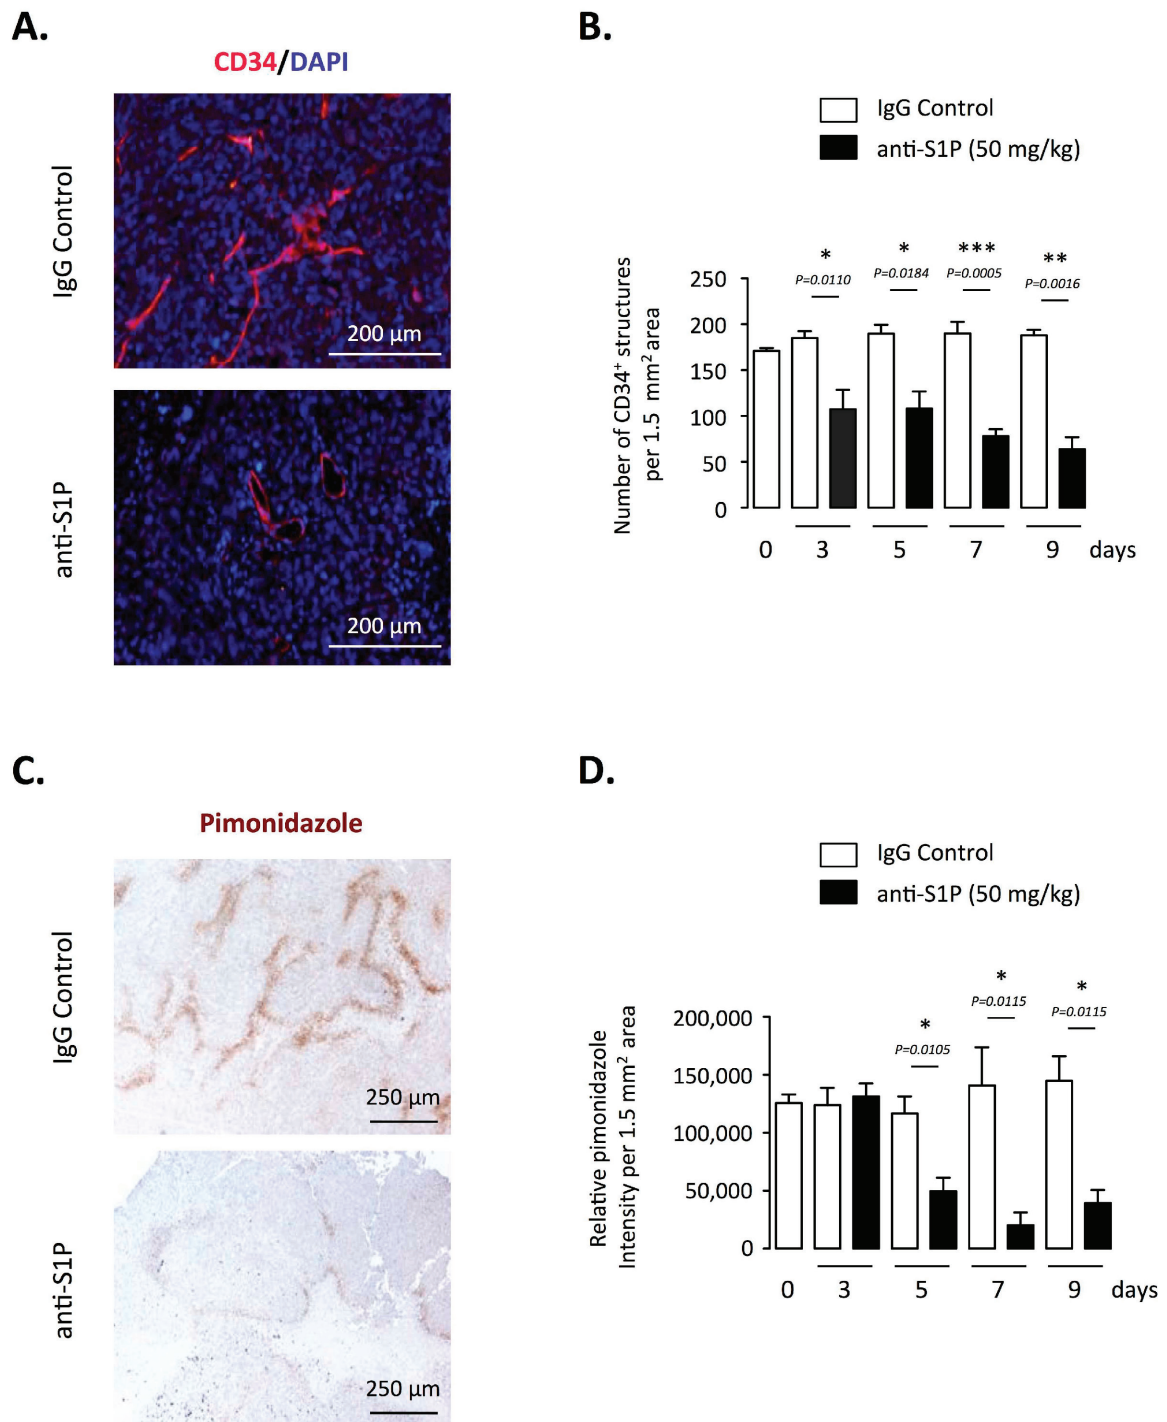 A.
CD34/DAPI
IgG Control
200 µm
anti-S1P
200 µm
B.
IgG Control
anti-S1P (50 mg/kg)
Number of CD34⁺ structures
per 1.5 mm² area
250
200
150
100
50
0
*
P=0.0110
*
P=0.0184
***
P=0.0005
**
P=0.0016
0 3 5 7 9 days
C.
Pimonidazole
IgG Control
250 µm
anti-S1P
250 µm
D.
IgG Control
anti-S1P (50 mg/kg)
Relative pimonidazole
Intensity per 1.5 mm² area
200,000
150,000
100,000
50,000
0
*
P=0.0105
*
P=0.0115
*
P=0.0115
0 3 5 7 9 days